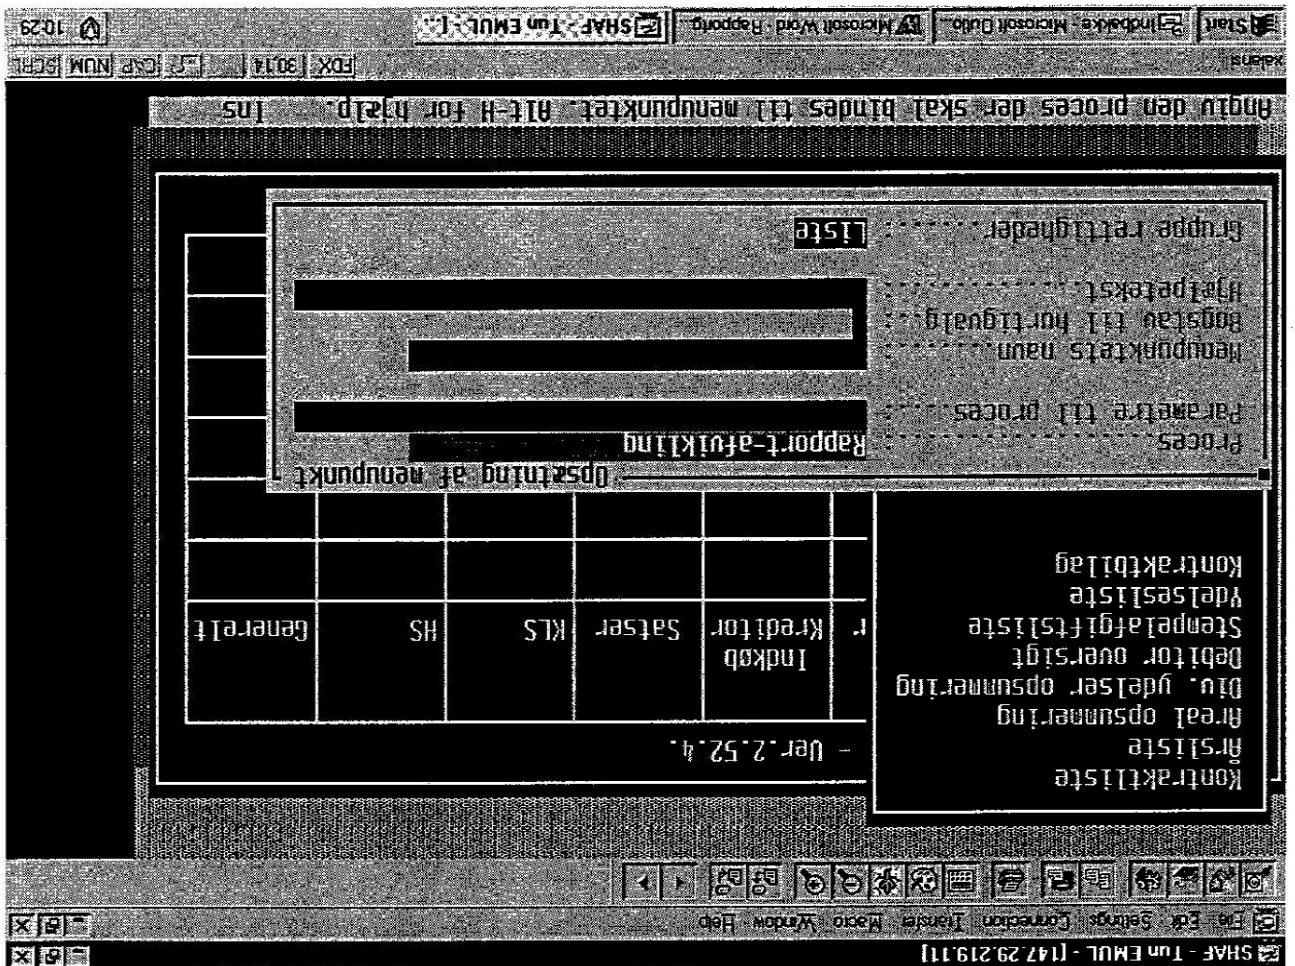 SHAF - Tun EMUL - [147.29.219.11]
File Edit Settings Connection Transfer Macro Window Help
- Ver.2.52.4.
Kontraktliste
Årsliste
Areal opsummering
Div. ydelser opsummering
Debitor oversigt
Stempelafgiftsliste
Ydelsesliste
Kontraktbilag
r
Indkøb
Kreditor
Satser
KLS
HS
Generelt
Opsætning af menupunkt
Proces Rapport-afvikling
Parametre til proces
Menupunktets navn
Bogstav til hurtigvalg
Hjælpetekst
Gruppe rettigheder Liste
Angiv den proces der skal bindes til menupunktet. Alt-H for hjælp. Ins
xalensi FDX 30,14 CAP NUM SCRL
Start Indbakke - Microsoft Outlo... Microsoft Word - Rapporng... SHAF - Tun EMUL - [... 10:29